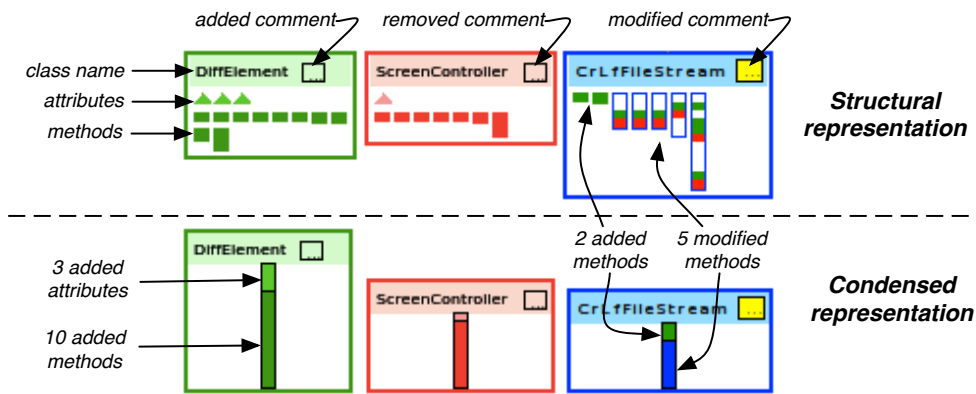 added comment
removed comment
modified comment
class name
DiffElement ...
ScreenController ...
CrLfFileStream ...
attributes
methods
Structural
representation
2 added
methods
5 modified
methods
DiffElement ...
3 added
attributes
10 added
methods
ScreenController ...
CrLfFileStream ...
Condensed
representation